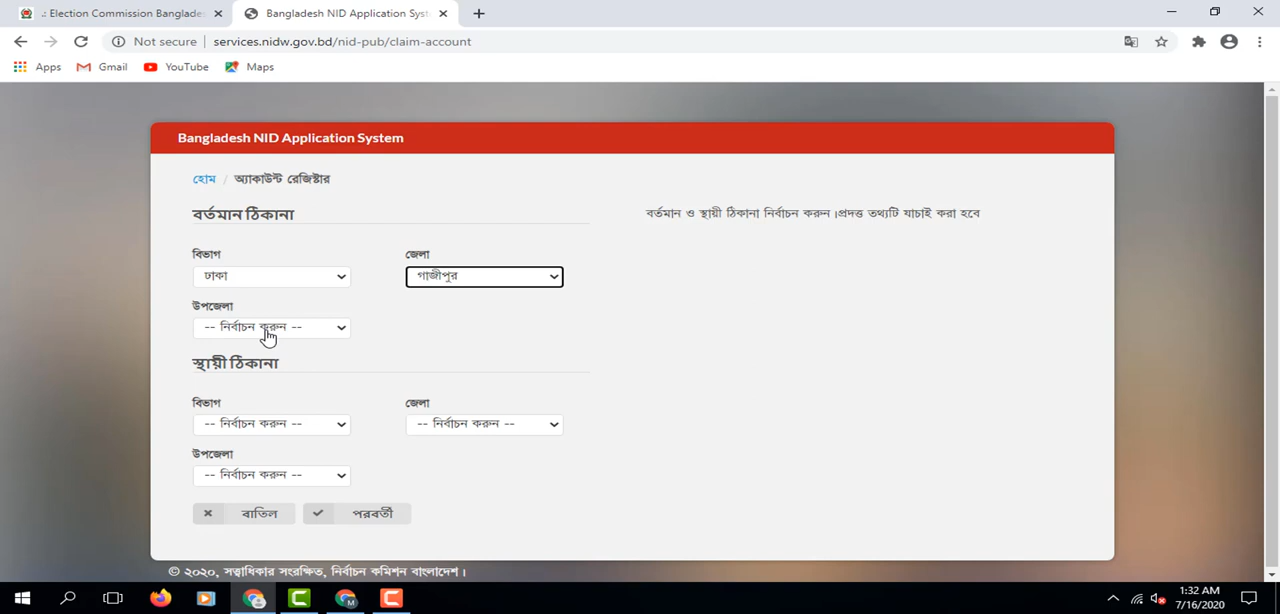 .: Election Commission Banglades
Bangladesh NID Application Syst
Not secure | services.nidw.gov.bd/nid-pub/claim-account
Apps Gmail YouTube Maps
Bangladesh NID Application System
হোম / অ্যাকাউন্ট রেজিস্টার
বর্তমান ঠিকানা
বর্তমান ও স্থায়ী ঠিকানা নির্বাচন করুন।প্রদত্ত তথ্যটি যাচাই করা হবে
বিভাগ জেলা
ঢাকা গাজীপুর
উপজেলা
-- নির্বাচন করুন --
স্থায়ী ঠিকানা
বিভাগ জেলা
-- নির্বাচন করুন -- -- নির্বাচন করুন --
উপজেলা
-- নির্বাচন করুন --
বাতিল পরবর্তী
© ২০২০, সত্বাধিকার সংরক্ষিত, নির্বাচন কমিশন বাংলাদেশ।
1:32 AM
7/16/2020